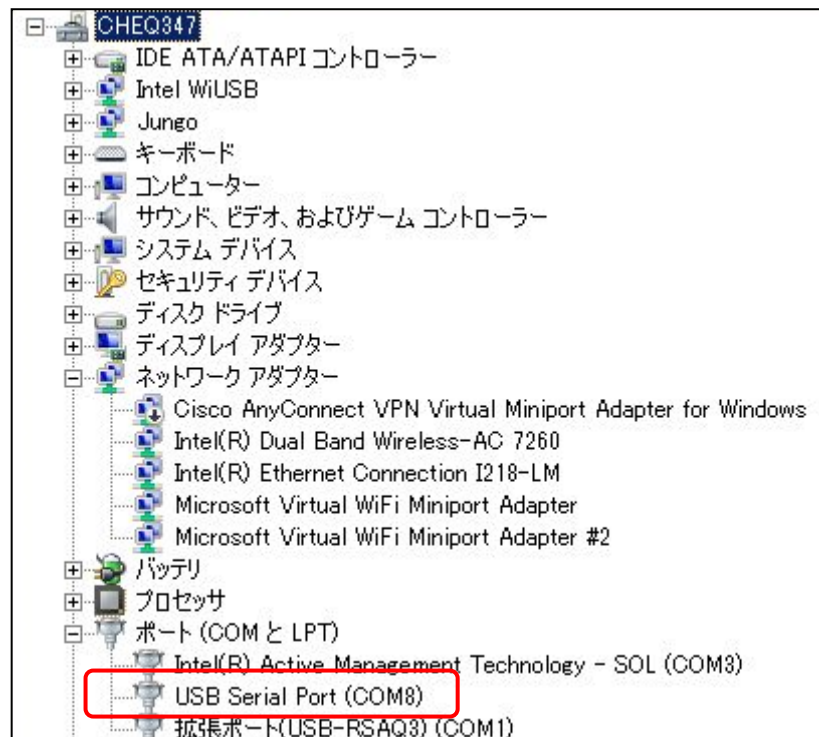 CHEQ347
IDE ATA/ATAPI コントローラー
Intel WiUSB
Jungo
キーボード
コンピューター
サウンド、ビデオ、およびゲーム コントローラー
システム デバイス
セキュリティ デバイス
ディスク ドライブ
ディスプレイ アダプター
ネットワーク アダプター
Cisco AnyConnect VPN Virtual Miniport Adapter for Windows
Intel(R) Dual Band Wireless-AC 7260
Intel(R) Ethernet Connection I218-LM
Microsoft Virtual WiFi Miniport Adapter
Microsoft Virtual WiFi Miniport Adapter #2
バッテリ
プロセッサ
ポート (COM と LPT)
Intel(R) Active Management Technology - SOL (COM3)
USB Serial Port (COM8)
拡張ポート(USB-RSAQ3) (COM1)